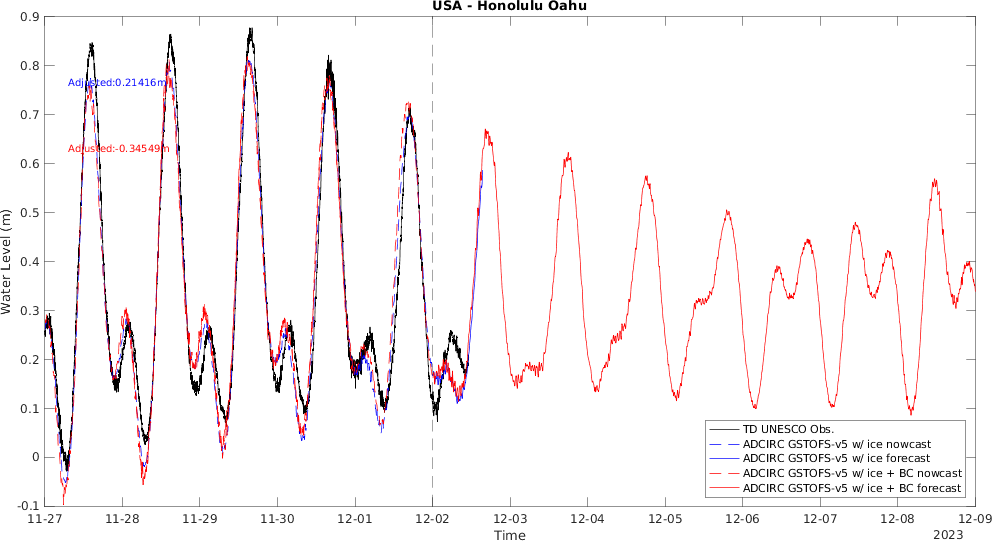 USA - Honolulu Oahu
0.9
0.8
0.7
0.6
0.5
0.4
0.3
0.2
0.1
0
-0.1
Water Level (m)
Adjusted:0.21416m
Adjusted:-0.34549m
TD UNESCO Obs.
ADCIRC GSTOFS-v5 w/ ice nowcast
ADCIRC GSTOFS-v5 w/ ice forecast
ADCIRC GSTOFS-v5 w/ ice + BC nowcast
ADCIRC GSTOFS-v5 w/ ice + BC forecast
11-27 11-28 11-29 11-30 12-01 12-02 12-03 12-04 12-05 12-06 12-07 12-08 12-09
Time
2023